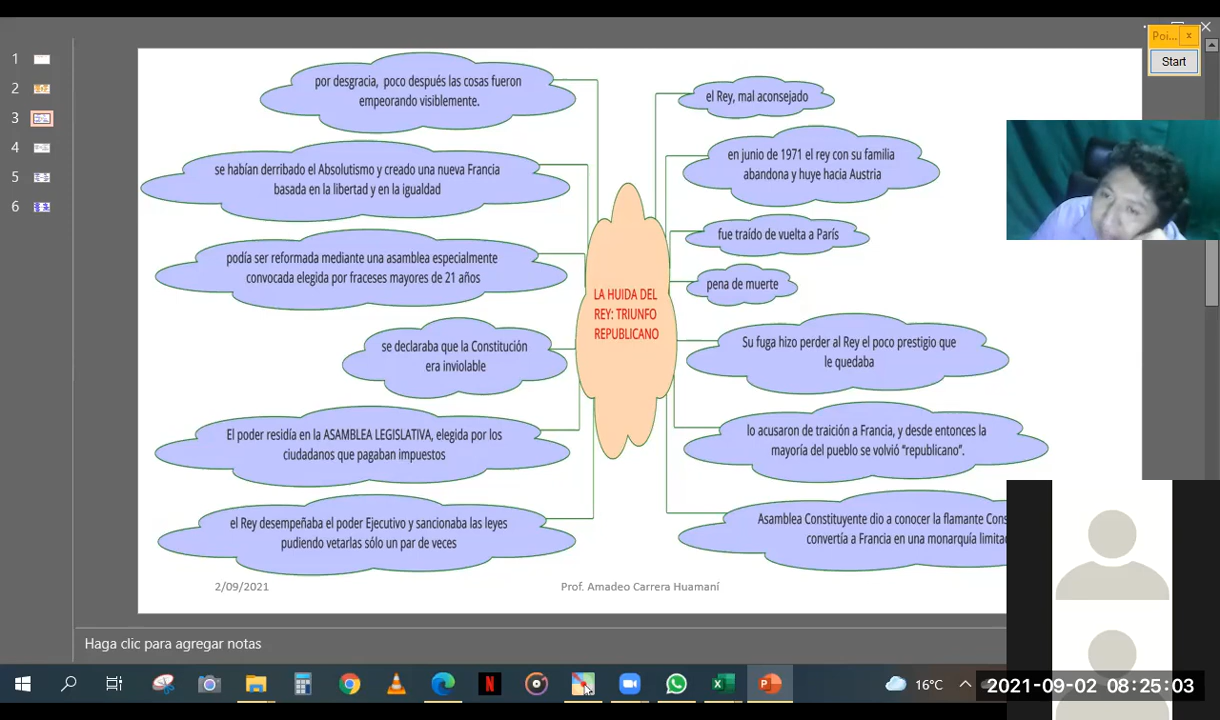 Poi...
x
Start
1
2
3
4
5
6
por desgracia, poco después las cosas fueron
empeorando visiblemente.
se habían derribado el Absolutismo y creado una nueva Francia
basada en la libertad y en la igualdad
podía ser reformada mediante una asamblea especialmente
convocada elegida por fraceses mayores de 21 años
se declaraba que la Constitución
era inviolable
El poder residía en la ASAMBLEA LEGISLATIVA, elegida por los
ciudadanos que pagaban impuestos
el Rey desempeñaba el poder Ejecutivo y sancionaba las leyes
pudiendo vetarlas sólo un par de veces
LA HUIDA DEL
REY: TRIUNFO
REPUBLICANO
el Rey, mal aconsejado
en junio de 1971 el rey con su familia
abandona y huye hacia Austria
fue traído de vuelta a París
pena de muerte
Su fuga hizo perder al Rey el poco prestigio que
le quedaba
lo acusaron de traición a Francia, y desde entonces la
mayoría del pueblo se volvió “republicano”.
Asamblea Constituyente dio a conocer la flamante
convertía a Francia en una monarquía
2/09/2021
Prof. Amadeo Carrera Huamaní
Haga clic para agregar notas
16°C
2021-09-02 08:25:03